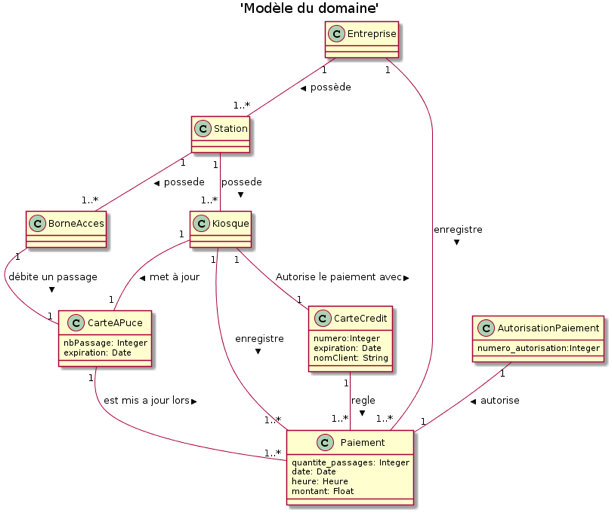 'Modèle du domaine'
C Entreprise
1
1
◄ possède
1..*
C Station
1
1
◄ possede
possede
▼
1..*
1..*
enregistre
▼
C BorneAcces
C Kiosque
1
1
1
1
débite un passage
▼
◄ met à jour
Autorise le paiement avec►
1
1
1
C CarteAPuce
nbPassage: Integer
expiration: Date
C CarteCredit
numero:Integer
expiration: Date
nomClient: String
C AutorisationPaiement
numero_autorisation:Integer
enregistre
▼
1
1
1
est mis a jour lors►
regle
▼
◄ autorise
1..*
1..*
1..*
1
1..*
C Paiement
quantite_passages: Integer
date: Date
heure: Heure
montant: Float